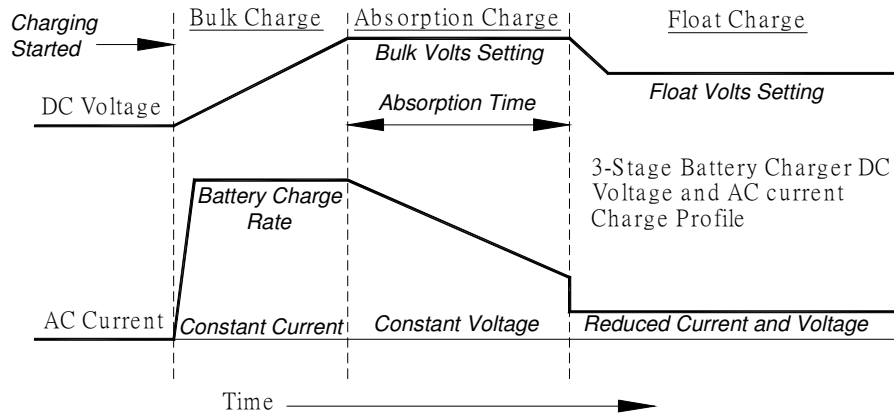 Charging
Started
Bulk Charge
Absorption Charge
Float Charge
Bulk Volts Setting
DC Voltage
Absorption Time
Float Volts Setting
3-Stage Battery Charger DC
Voltage and AC current
Charge Profile
Battery Charge
Rate
AC Current
Constant Current
Constant Voltage
Reduced Current and Voltage
Time